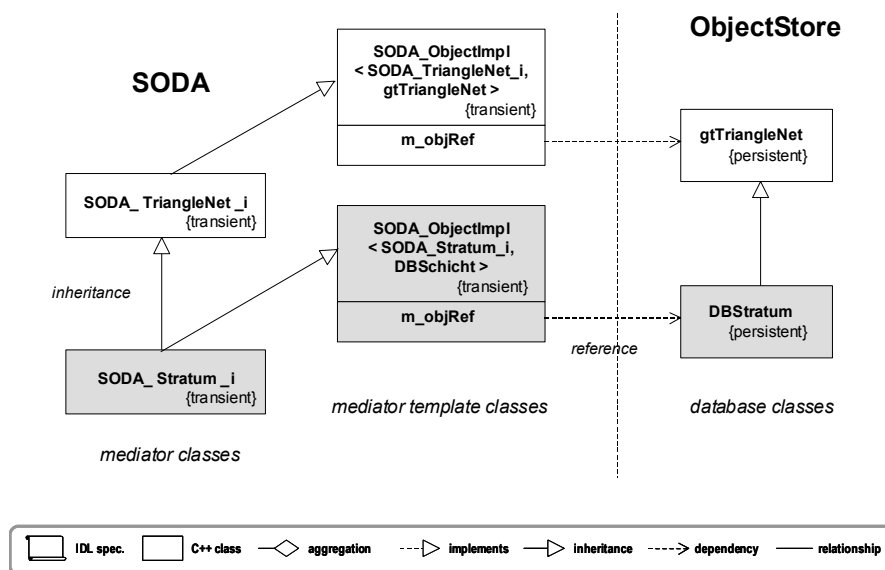 ObjectStore
SODA
SODA_ObjectImpl
< SODA_TriangleNet_i,
gtTriangleNet >
{transient}
m_objRef
gtTriangleNet
{persistent}
SODA_ TriangleNet _i
{transient}
SODA_ObjectImpl
< SODA_Stratum_i,
DBSchicht >
{transient}
m_objRef
inheritance
DBStratum
{persistent}
reference
SODA_ Stratum _i
{transient}
mediator template classes
database classes
mediator classes
IDL spec.
C++ class
aggregation
implements
inheritance
dependency
relationship